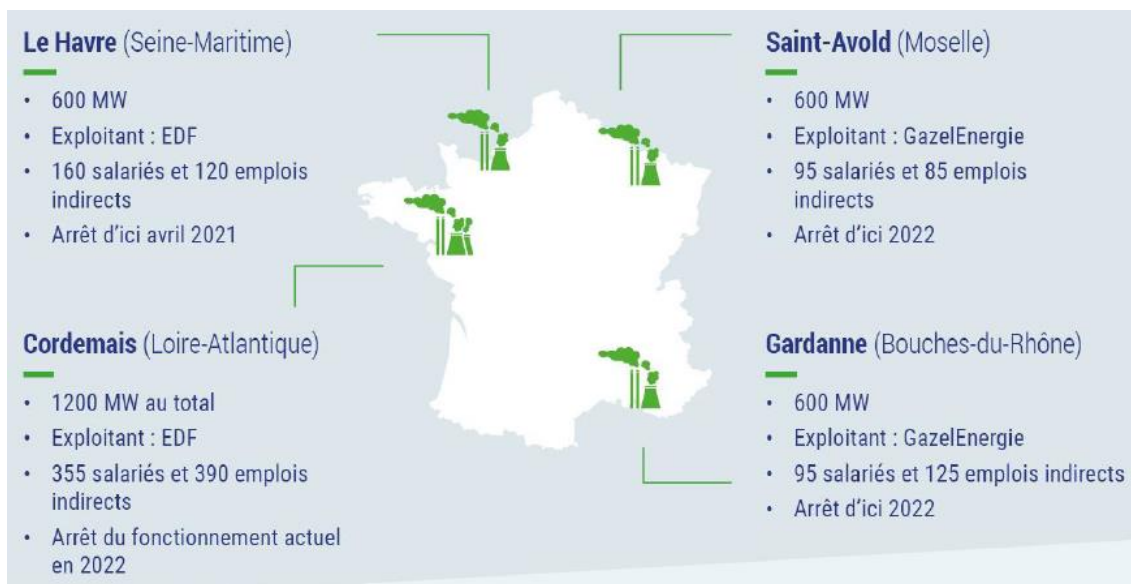 Le Havre (Seine-Maritime)
• 600 MW
• Exploitant : EDF
• 160 salariés et 120 emplois
indirects
• Arrêt d'ici avril 2021
Saint-Avold (Moselle)
• 600 MW
• Exploitant : GazelEnergie
• 95 salariés et 85 emplois
indirects
• Arrêt d'ici 2022
Cordemais (Loire-Atlantique)
• 1200 MW au total
• Exploitant : EDF
• 355 salariés et 390 emplois
indirects
• Arrêt du fonctionnement actuel
en 2022
Gardanne (Bouches-du-Rhône)
• 600 MW
• Exploitant : GazelEnergie
• 95 salariés et 125 emplois indirects
• Arrêt d'ici 2022